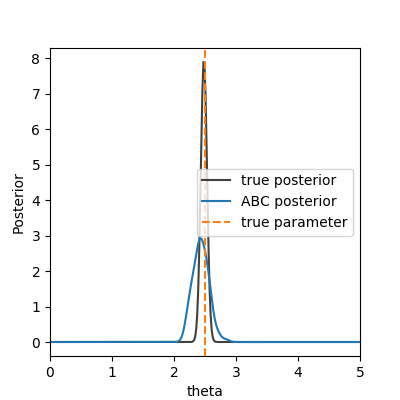 8
7
6
5
4
3
2
1
0
Posterior
true posterior
ABC posterior
true parameter
0 1 2 3 4 5
theta